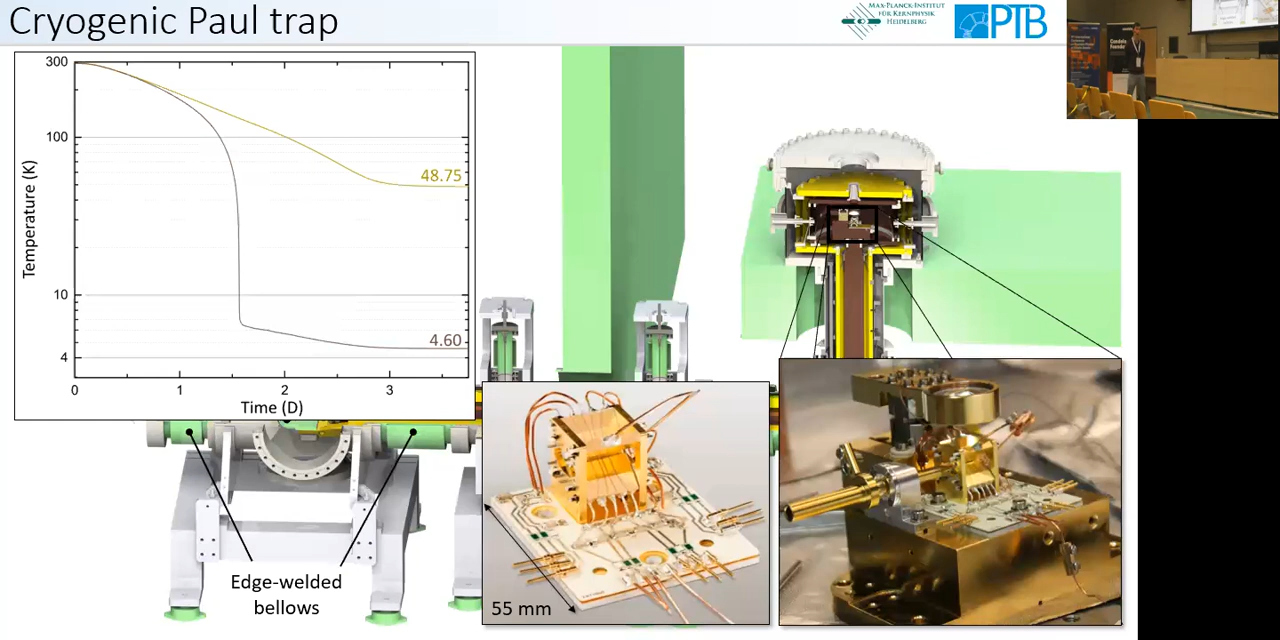 Cryogenic Paul trap
MAX-PLANCK-INSTITUT
FÜR KERNPHYSIK
HEIDELBERG
PTB
300
100
10
4
Temperature (K)
48.75
4.60
0
1
2
3
Time (D)
Edge-welded
bellows
55 mm